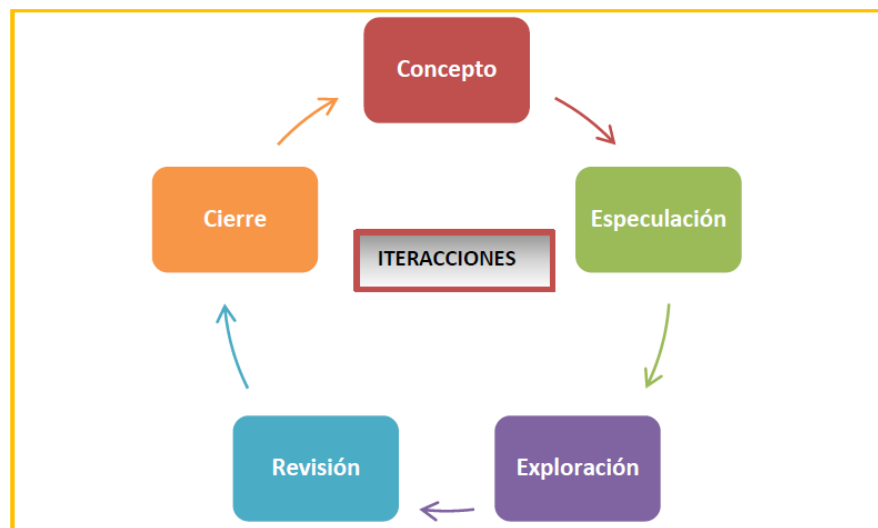 Concepto
Especulación
Exploración
Revisión
Cierre
ITERACCIONES